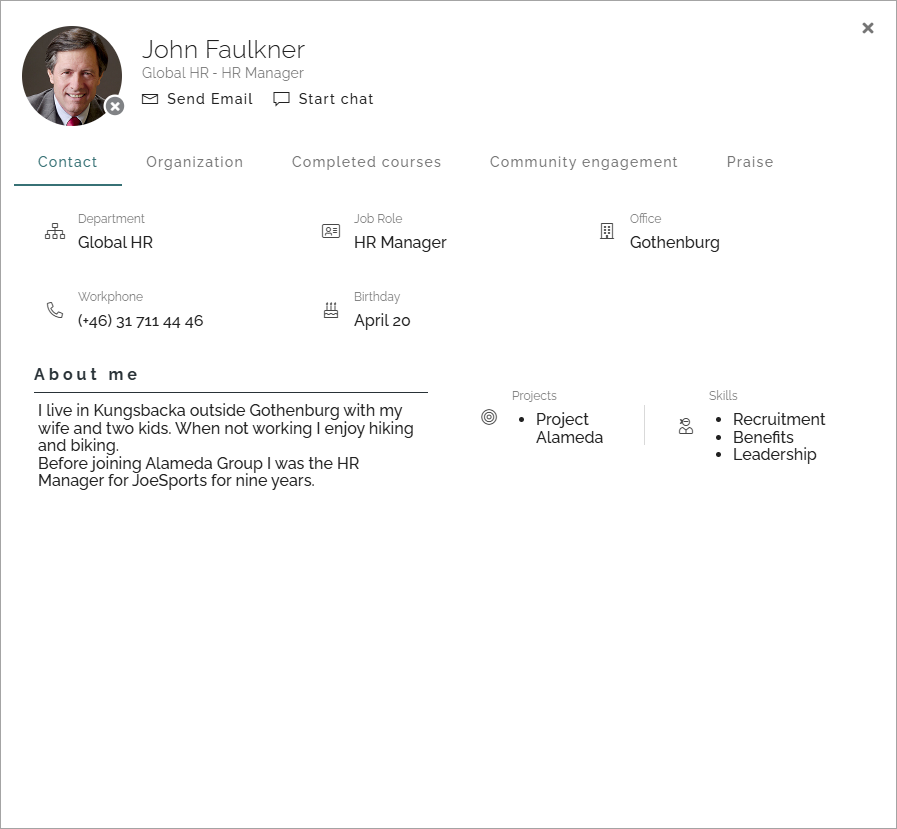 John Faulkner
Global HR - HR Manager
Send Email Start chat
Contact Organization Completed courses Community engagement Praise
Department Job Role Office
Global HR HR Manager Gothenburg
Workphone Birthday
(+46) 31 711 44 46 April 20
About me
I live in Kungsbacka outside Gothenburg with my
wife and two kids. When not working I enjoy hiking
and biking.
Before joining Alameda Group I was the HR
Manager for JoeSports for nine years.
Projects
• Project
Alameda
Skills
• Recruitment
• Benefits
• Leadership